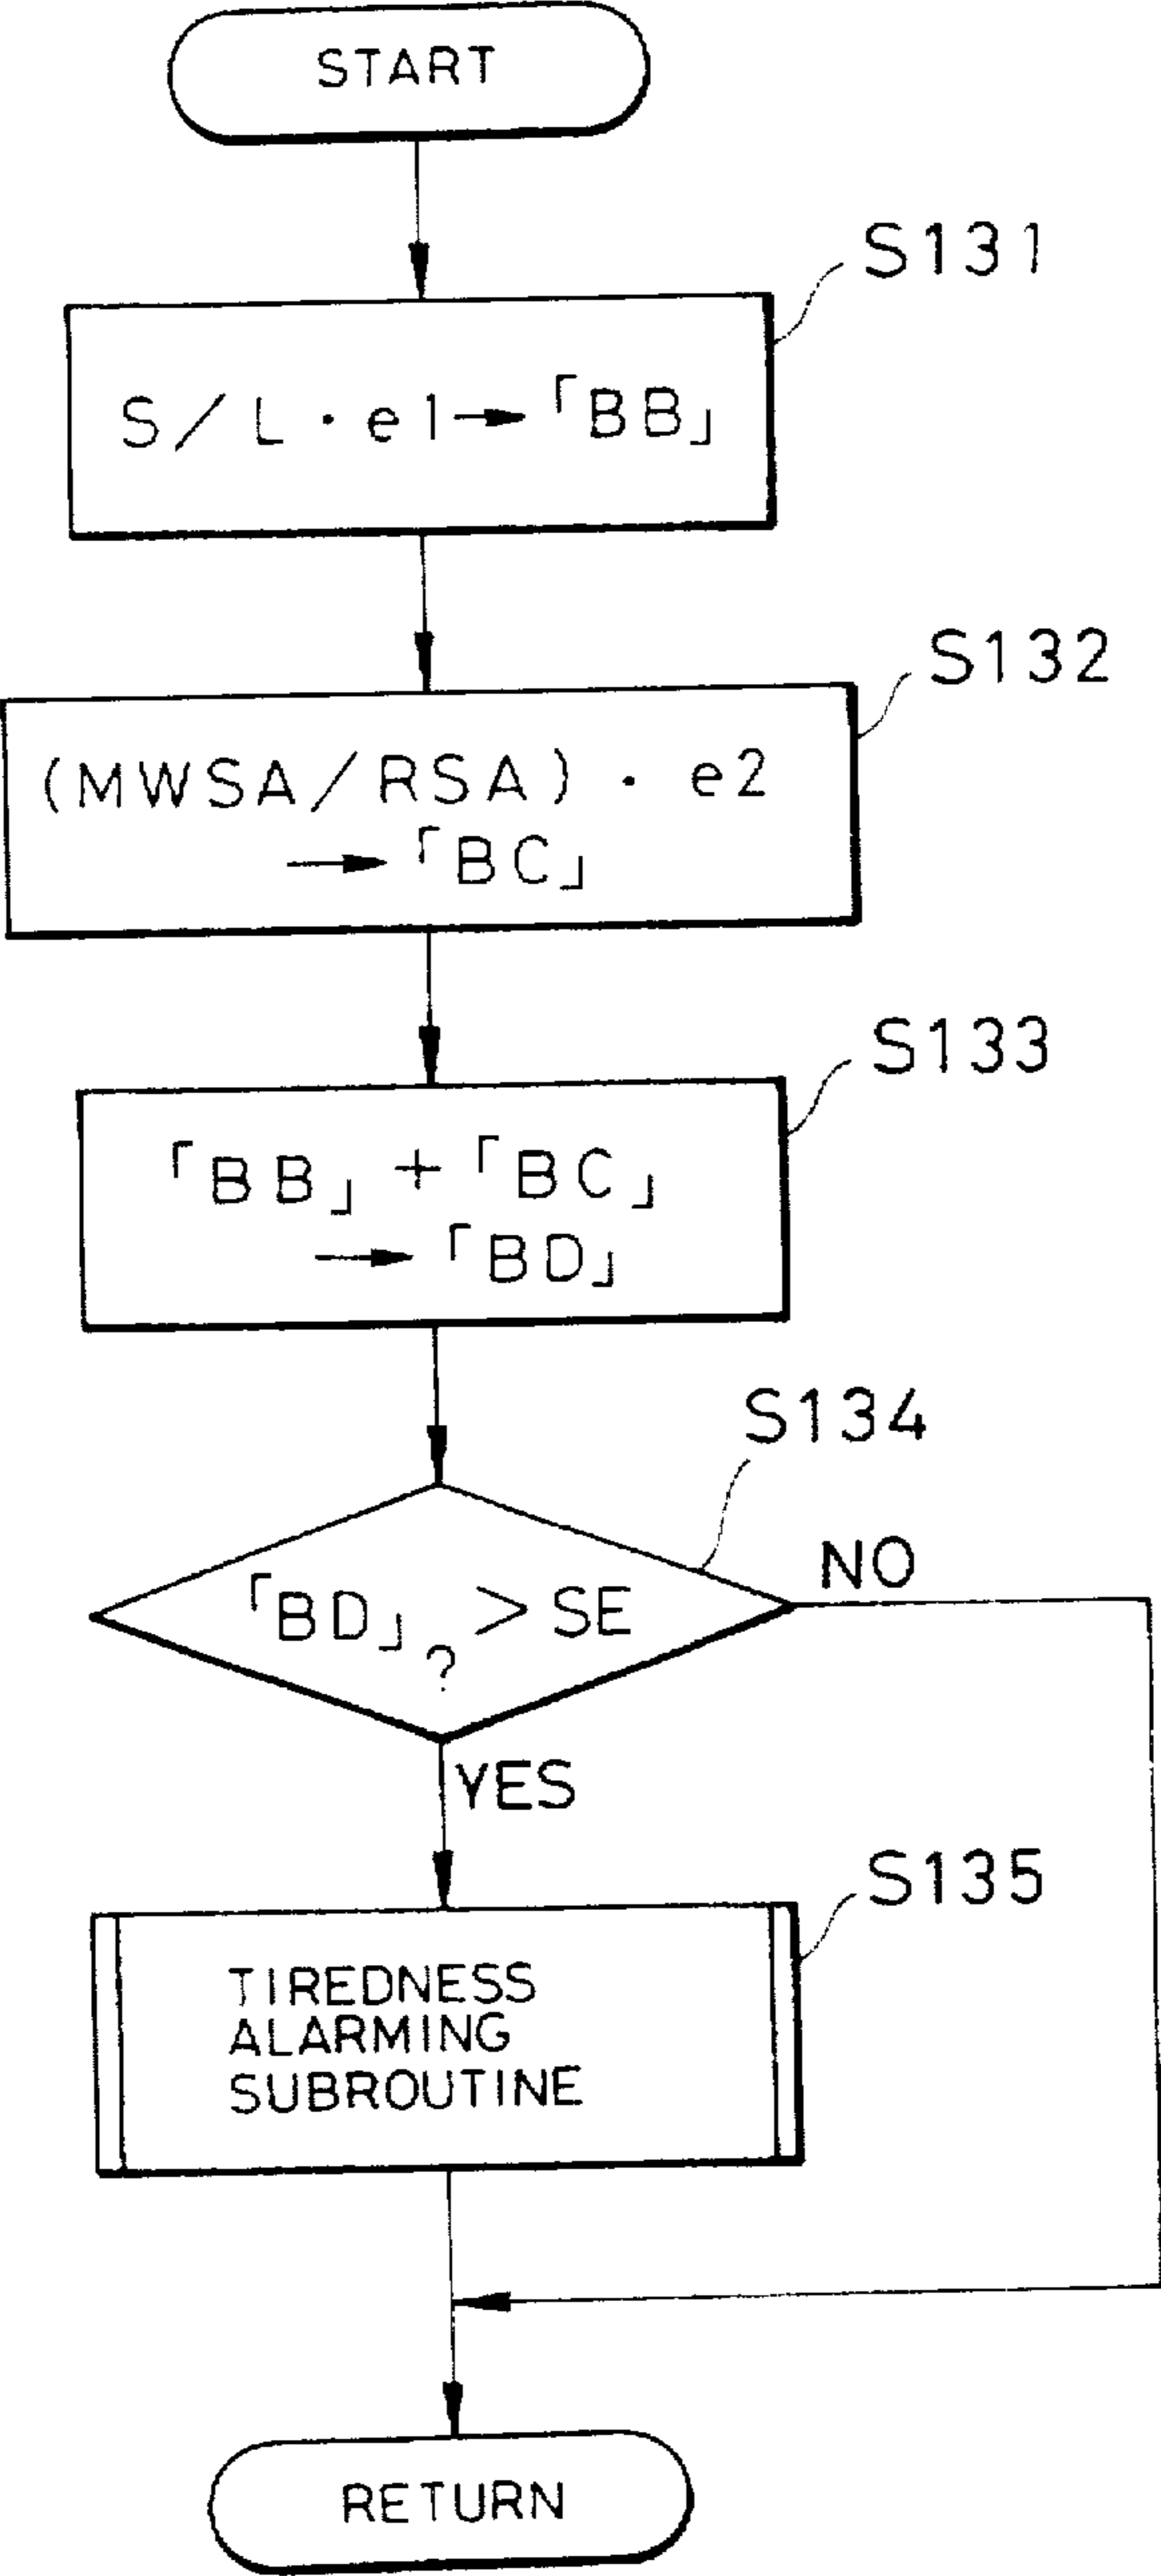 START
S131
S/L・e1→「BB」
S132
(MWSA/RSA)・e2
→「BC」
S133
「BB」+「BC」
→「BD」
S134
NO
「BD」>SE
?
YES
S135
TIREDNESS
ALARMING
SUBROUTINE
RETURN